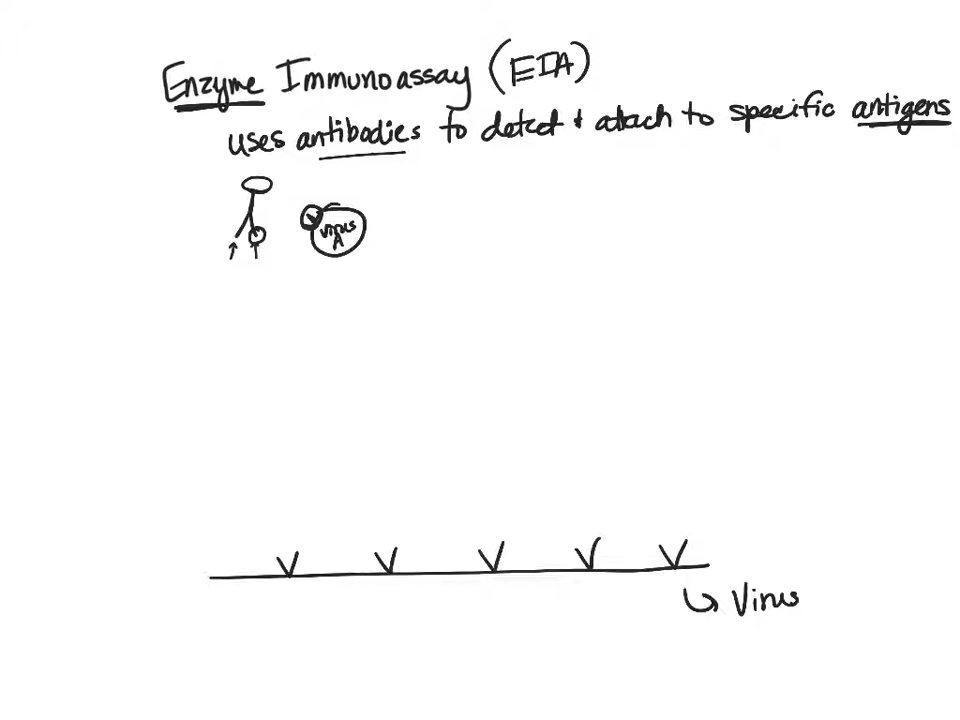 Enzyme Immunoassay (EIA)
uses antibodies to detect + attach to specific antigens
Virus
A
V V V V V
Virus